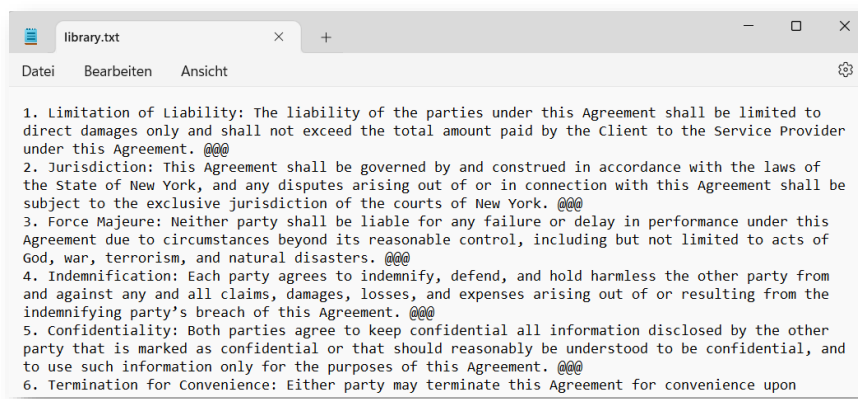 library.txt
Datei Bearbeiten Ansicht
1. Limitation of Liability: The liability of the parties under this Agreement shall be limited to
direct damages only and shall not exceed the total amount paid by the Client to the Service Provider
under this Agreement. @@@
2. Jurisdiction: This Agreement shall be governed by and construed in accordance with the laws of
the State of New York, and any disputes arising out of or in connection with this Agreement shall be
subject to the exclusive jurisdiction of the courts of New York. @@@
3. Force Majeure: Neither party shall be liable for any failure or delay in performance under this
Agreement due to circumstances beyond its reasonable control, including but not limited to acts of
God, war, terrorism, and natural disasters. @@@
4. Indemnification: Each party agrees to indemnify, defend, and hold harmless the other party from
and against any and all claims, damages, losses, and expenses arising out of or resulting from the
indemnifying party’s breach of this Agreement. @@@
5. Confidentiality: Both parties agree to keep confidential all information disclosed by the other
party that is marked as confidential or that should reasonably be understood to be confidential, and
to use such information only for the purposes of this Agreement. @@@
6. Termination for Convenience: Either party may terminate this Agreement for convenience upon